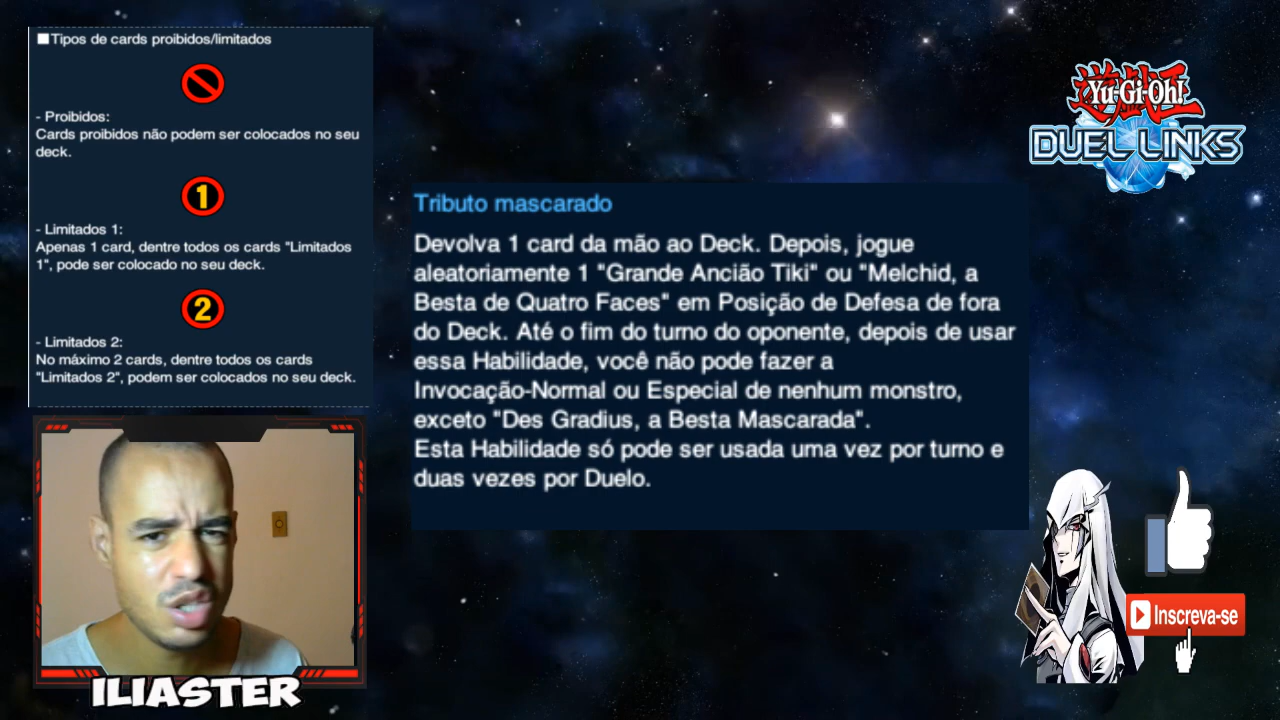 ■Tipos de cards proibidos/limitados
- Proibidos:
Cards proibidos não podem ser colocados no seu
deck.
1
- Limitados 1:
Apenas 1 card, dentre todos os cards "Limitados
1", pode ser colocado no seu deck.
2
- Limitados 2:
No máximo 2 cards, dentre todos os cards
"Limitados 2", podem ser colocados no seu deck.
ILIASTER
Tributo mascarado
Devolva 1 card da mão ao Deck. Depois, jogue
aleatoriamente 1 "Grande Ancião Tiki" ou "Melchid, a
Besta de Quatro Faces" em Posição de Defesa de fora
do Deck. Até o fim do turno do oponente, depois de usar
essa Habilidade, você não pode fazer a
Invocação-Normal ou Especial de nenhum monstro,
exceto "Des Gradius, a Besta Mascarada".
Esta Habilidade só pode ser usada uma vez por turno e
duas vezes por Duelo.
遊戯王
Yu-Gi-Oh!
DUEL LINKS
Inscreva-se